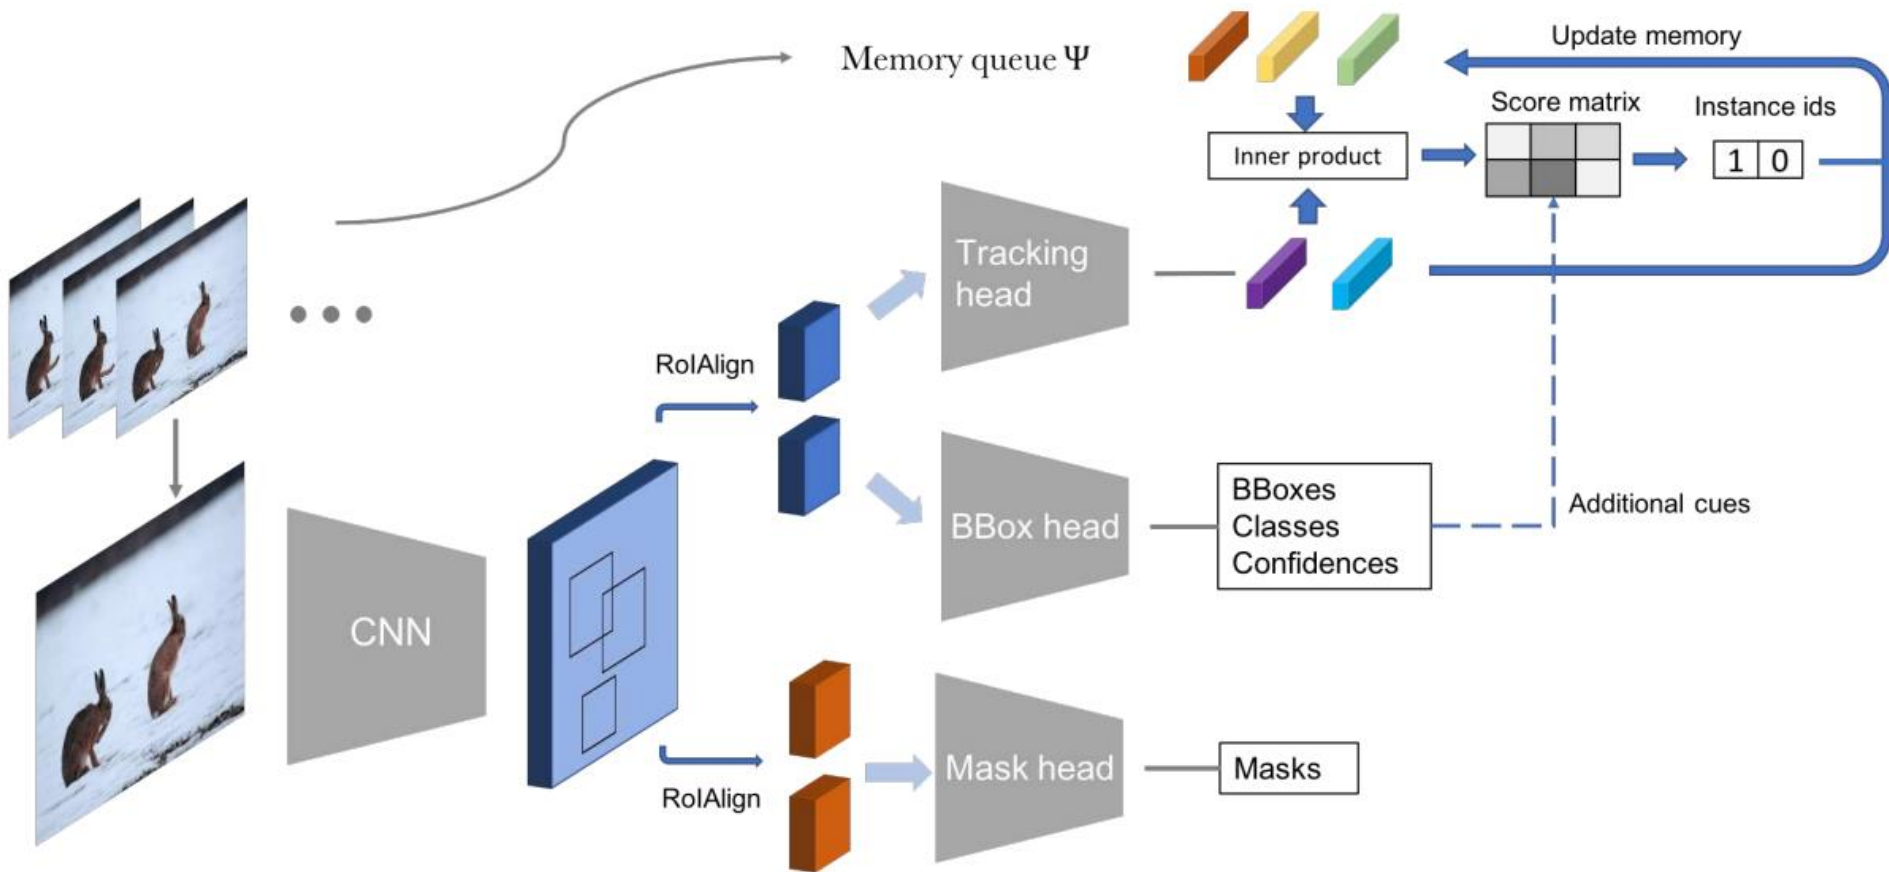 Memory queue Ψ
Update memory
Score matrix
Instance ids
Inner product
1 0
Tracking
head
RoIAlign
BBox head
BBoxes
Classes
Confidences
Additional cues
CNN
RoIAlign
Mask head
Masks